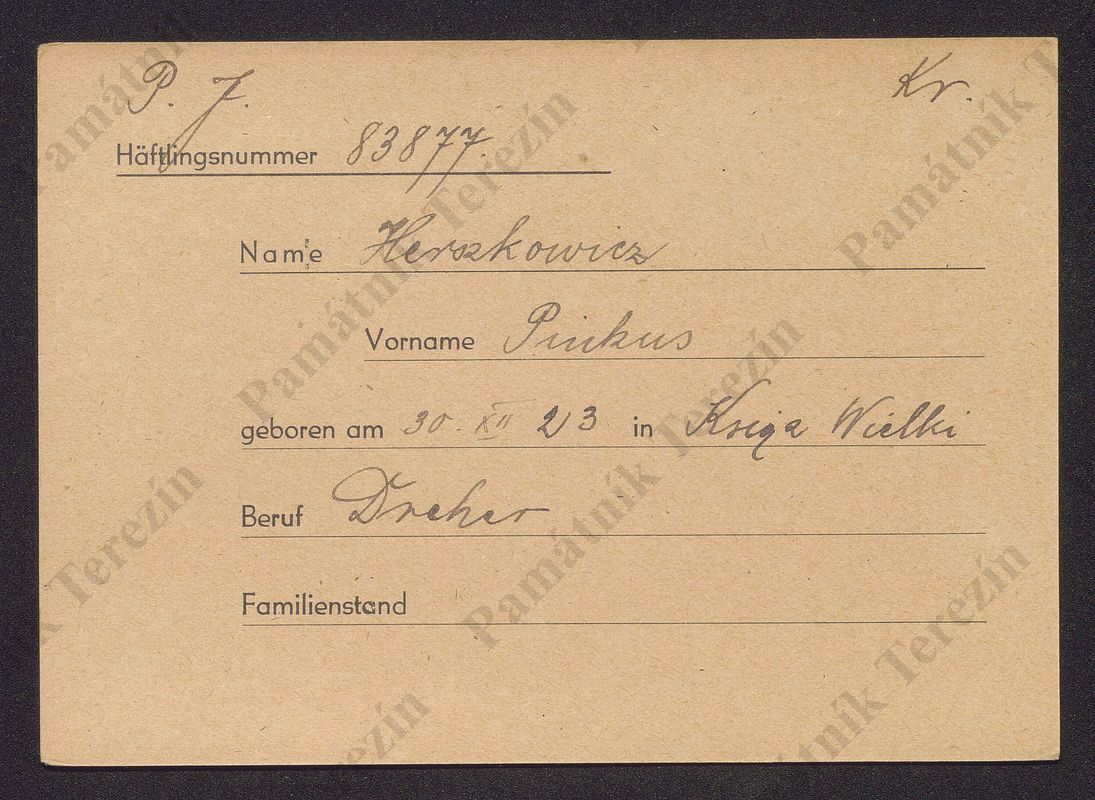 P. J. Kr.
Häftlingsnummer 83877
Name Herszkowicz
Vorname Pinkus
geboren am 30. XII 23 in Książ Wielki
Beruf Dreher
Familienstand
Památník Terezín